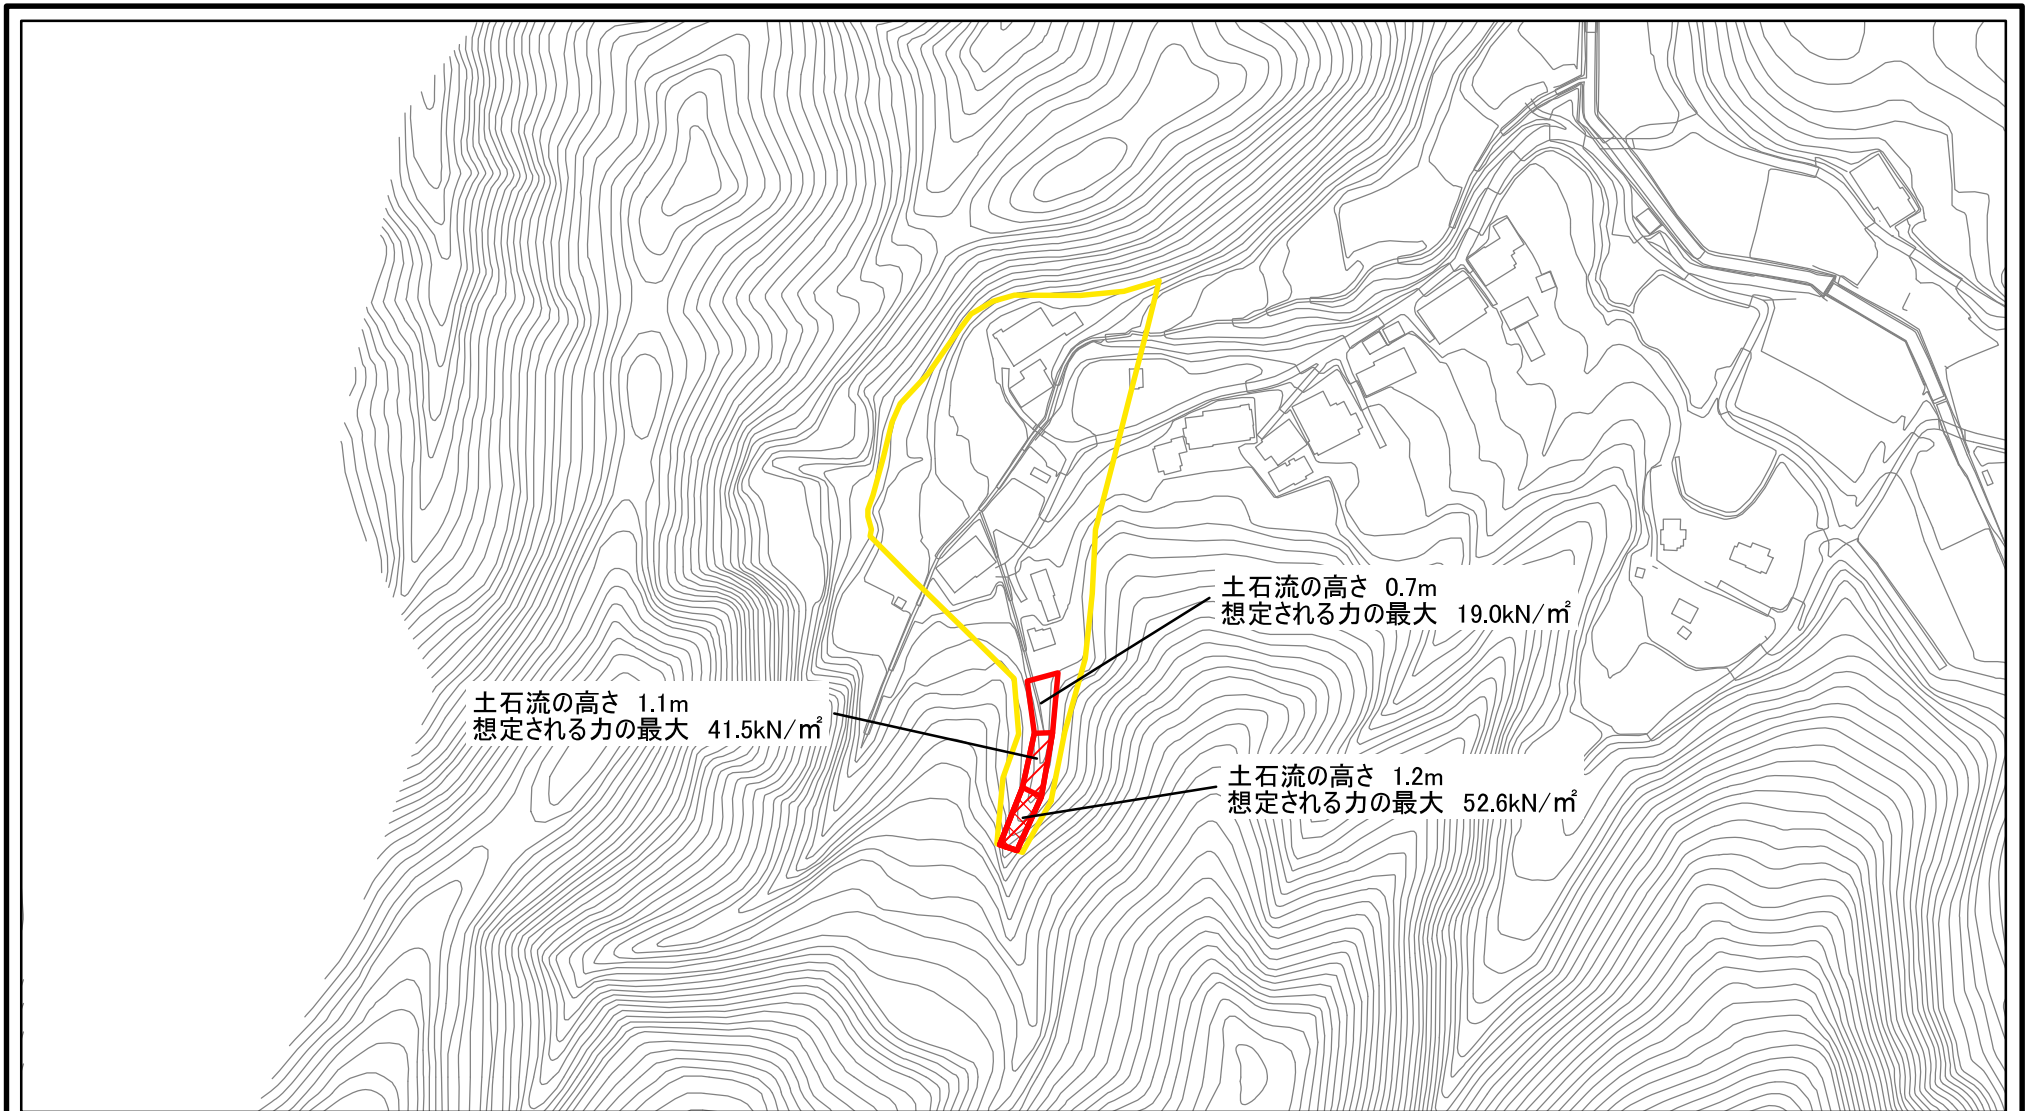 土石流の高さ 0.7m
想定される力の最大 19.0kN/㎡
土石流の高さ 1.1m
想定される力の最大 41.5kN/㎡
土石流の高さ 1.2m
想定される力の最大 52.6kN/㎡